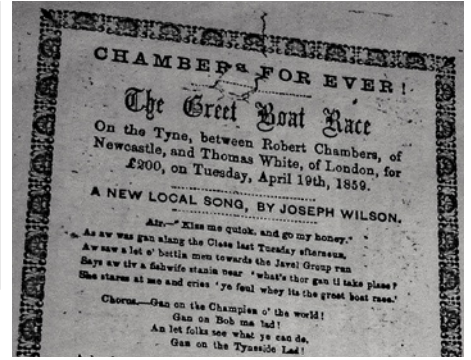 CHAMBERS FOR EVER!
The Greet Boat Race
On the Tyne, between Robert Chambers, of
Newcastle, and Thomas White, of London, for
£200, on Tuesday, April 19th, 1859.
A NEW LOCAL SONG, BY JOSEPH WILSON.
Air,—"Kiss me quick, and go my honey."
As aw was gan alang the Close last Tuesday efterneun,
Aw saw a lot o' bettin men towards the Javel Group run
Says aw tiv a fishwife stanin near 'what's thor gan ti take place?
She stares at me and cries 'ye feul whey its the greet boat race.'
Chorus.—Gan on the Champion o' the world!
Gan on Bob me lad!
An let folks see what ye can de,
Gan on the Tyneside Lad!